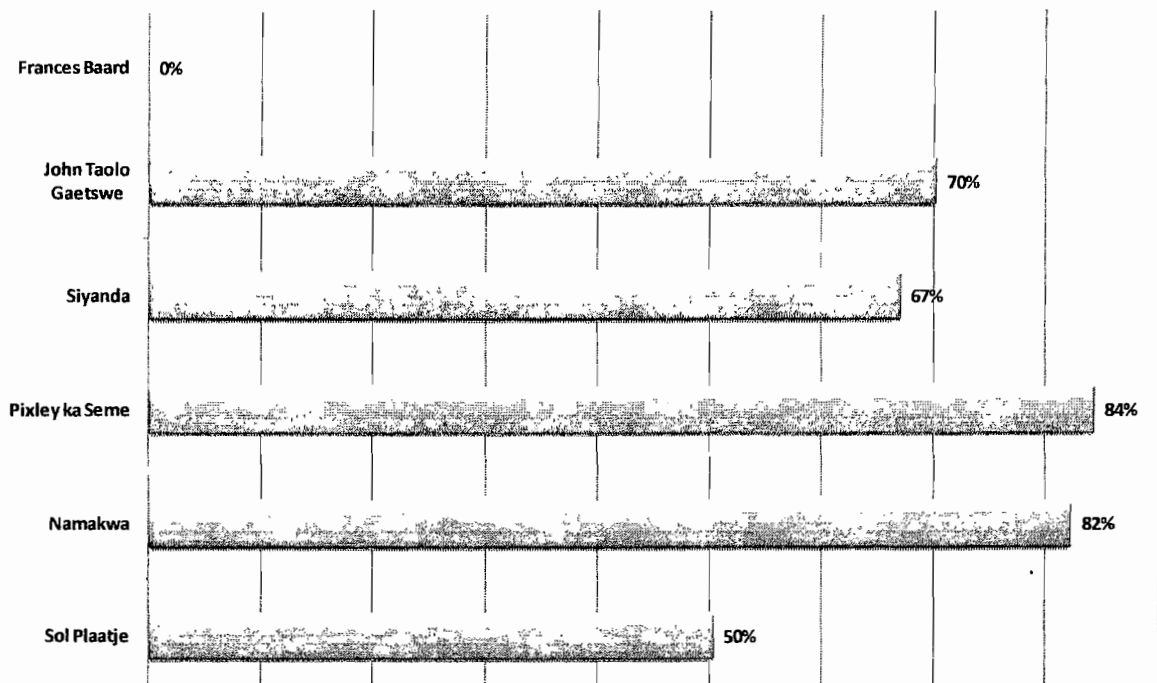 Frances Baard 0%
John Taolo
Gaetswe 70%
Siyanda 67%
Pixley ka Seme 84%
Namakwa 82%
Sol Plaatje 50%